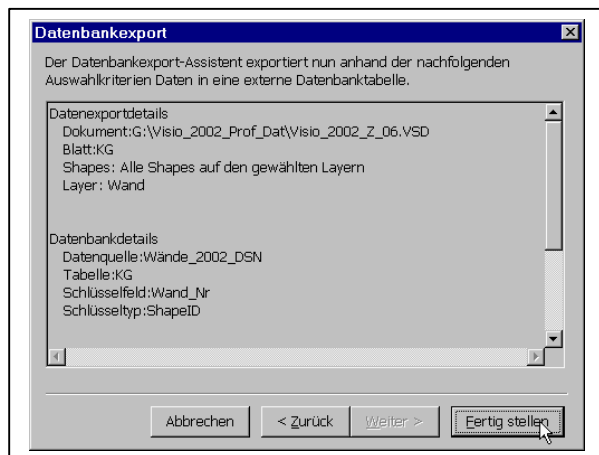 Datenbankexport
Der Datenbankexport-Assistent exportiert nun anhand der nachfolgenden
Auswahlkriterien Daten in eine externe Datenbanktabelle.
Datenexportdetails
Dokument:G:\Visio_2002_Prof_Dat\Visio_2002_Z_06.VSD
Blatt:KG
Shapes: Alle Shapes auf den gewählten Layern
Layer: Wand
Datenbankdetails
Datenquelle:Wände_2002_DSN
Tabelle:KG
Schlüsselfeld:Wand_Nr
Schlüsseltyp:ShapeID
Abbrechen < Zurück Weiter > Fertig stellen